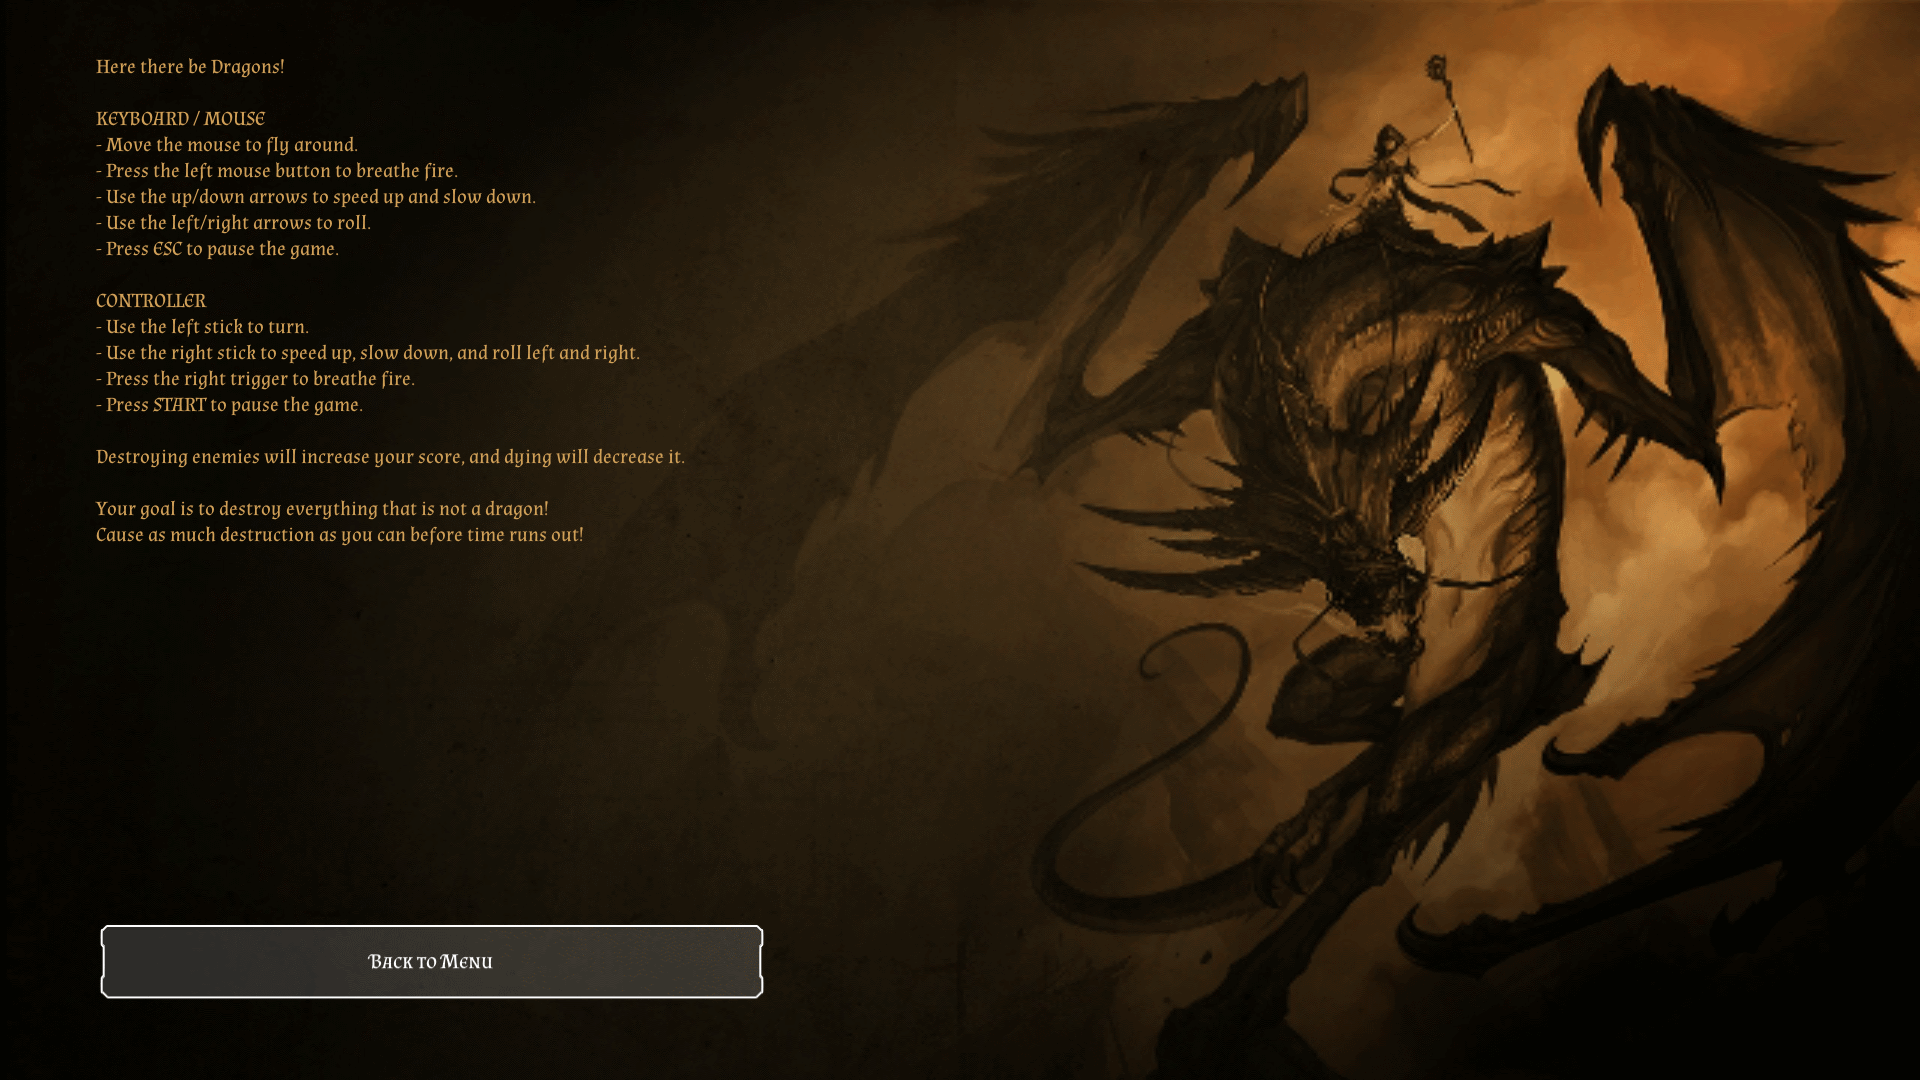 Here there be Dragons!
KEYBOARD / MOUSE
- Move the mouse to fly around.
- Press the left mouse button to breathe fire.
- Use the up/down arrows to speed up and slow down.
- Use the left/right arrows to roll.
- Press ESC to pause the game.
CONTROLLER
- Use the left stick to turn.
- Use the right stick to speed up, slow down, and roll left and right.
- Press the right trigger to breathe fire.
- Press START to pause the game.
Destroying enemies will increase your score, and dying will decrease it.
Your goal is to destroy everything that is not a dragon!
Cause as much destruction as you can before time runs out!
Back to Menu